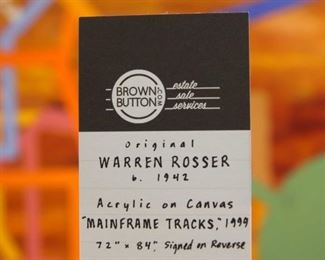 BROWN
BUTTON
.COM
estate
sale
services
Original
WARREN ROSSER
b. 1942
Acrylic on Canvas
"MAINFRAME TRACKS," 1999
72" x 84", Signed on Reverse